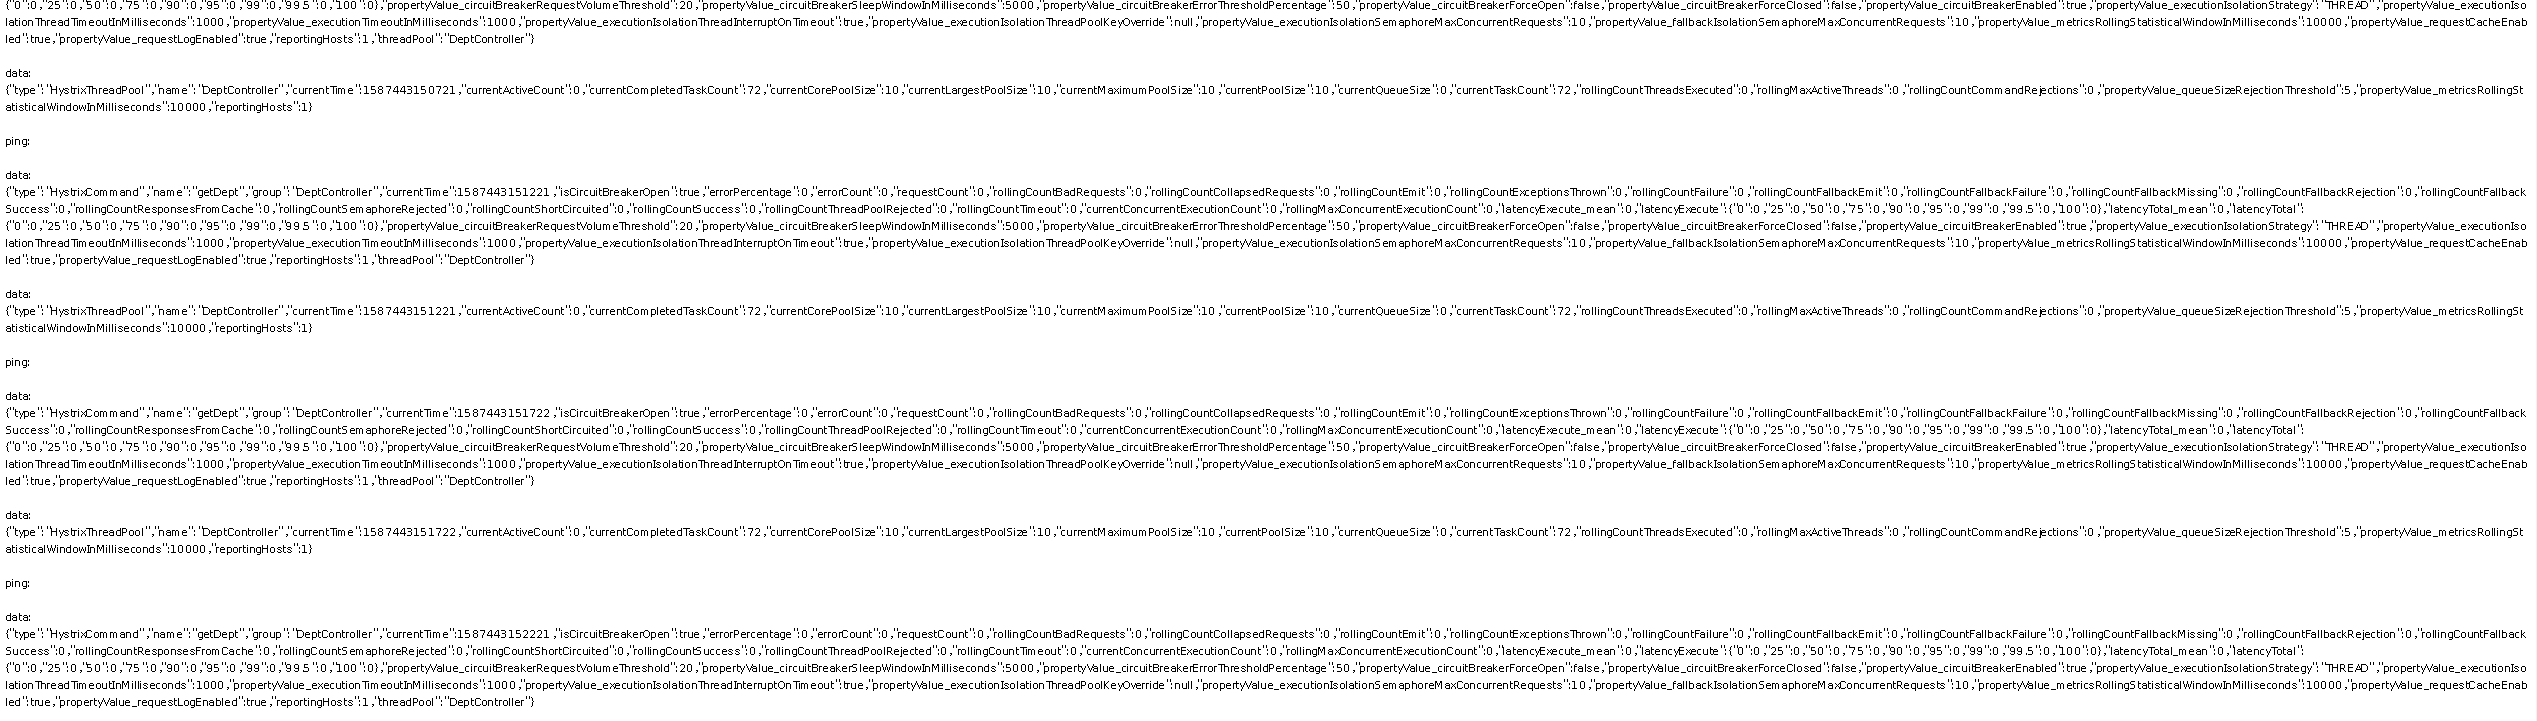 {"0":0,"25":0,"50":0,"75":0,"90":0,"95":0,"99":0,"99.5":0,"100":0},"propertyValue_circuitBreakerRequestVolumeThreshold":20,"propertyValue_circuitBreakerSleepWindowInMilliseconds":5000,"propertyValue_circuitBreakerErrorThresholdPercentage":50,"propertyValue_circuitBreakerForceOpen":false,"propertyValue_circuitBreakerForceClosed":false,"propertyValue_circuitBreakerEnabled":true,"propertyValue_executionIsolationStrategy":"THREAD","propertyValue_executionIso
lationThreadTimeoutInMilliseconds":1000,"propertyValue_executionTimeoutInMilliseconds":1000,"propertyValue_executionIsolationThreadInterruptOnTimeout":true,"propertyValue_executionIsolationThreadPoolKeyOverride":null,"propertyValue_executionIsolationSemaphoreMaxConcurrentRequests":10,"propertyValue_fallbackIsolationSemaphoreMaxConcurrentRequests":10,"propertyValue_metricsRollingStatisticalWindowInMilliseconds":10000,"propertyValue_requestCacheEnab
led":true,"propertyValue_requestLogEnabled":true,"reportingHosts":1,"threadPool":"DeptController"}
data:
{"type":"HystrixThreadPool","name":"DeptController","currentTime":1587443150721,"currentActiveCount":0,"currentCompletedTaskCount":72,"currentCorePoolSize":10,"currentLargestPoolSize":10,"currentMaximumPoolSize":10,"currentPoolSize":10,"currentQueueSize":0,"currentTaskCount":72,"rollingCountThreadsExecuted":0,"rollingMaxActiveThreads":0,"rollingCountCommandRejections":0,"propertyValue_queueSizeRejectionThreshold":5,"propertyValue_metricsRollingSt
atisticalWindowInMilliseconds":10000,"reportingHosts":1}
ping:
data:
{"type":"HystrixCommand","name":"getDept","group":"DeptController","currentTime":1587443151221,"isCircuitBreakerOpen":true,"errorPercentage":0,"errorCount":0,"requestCount":0,"rollingCountBadRequests":0,"rollingCountCollapsedRequests":0,"rollingCountEmit":0,"rollingCountExceptionsThrown":0,"rollingCountFailure":0,"rollingCountFallbackEmit":0,"rollingCountFallbackFailure":0,"rollingCountFallbackMissing":0,"rollingCountFallbackRejection":0,"rollingCountFallback
Success":0,"rollingCountResponsesFromCache":0,"rollingCountSemaphoreRejected":0,"rollingCountShortCircuited":0,"rollingCountSuccess":0,"rollingCountThreadPoolRejected":0,"rollingCountTimeout":0,"currentConcurrentExecutionCount":0,"rollingMaxConcurrentExecutionCount":0,"latencyExecute_mean":0,"latencyExecute":{"0":0,"25":0,"50":0,"75":0,"90":0,"95":0,"99":0,"99.5":0,"100":0},"latencyTotal_mean":0,"latencyTotal":
{"0":0,"25":0,"50":0,"75":0,"90":0,"95":0,"99":0,"99.5":0,"100":0},"propertyValue_circuitBreakerRequestVolumeThreshold":20,"propertyValue_circuitBreakerSleepWindowInMilliseconds":5000,"propertyValue_circuitBreakerErrorThresholdPercentage":50,"propertyValue_circuitBreakerForceOpen":false,"propertyValue_circuitBreakerForceClosed":false,"propertyValue_circuitBreakerEnabled":true,"propertyValue_executionIsolationStrategy":"THREAD","propertyValue_executionIso
lationThreadTimeoutInMilliseconds":1000,"propertyValue_executionTimeoutInMilliseconds":1000,"propertyValue_executionIsolationThreadInterruptOnTimeout":true,"propertyValue_executionIsolationThreadPoolKeyOverride":null,"propertyValue_executionIsolationSemaphoreMaxConcurrentRequests":10,"propertyValue_fallbackIsolationSemaphoreMaxConcurrentRequests":10,"propertyValue_metricsRollingStatisticalWindowInMilliseconds":10000,"propertyValue_requestCacheEnab
led":true,"propertyValue_requestLogEnabled":true,"reportingHosts":1,"threadPool":"DeptController"}
data:
{"type":"HystrixThreadPool","name":"DeptController","currentTime":1587443151221,"currentActiveCount":0,"currentCompletedTaskCount":72,"currentCorePoolSize":10,"currentLargestPoolSize":10,"currentMaximumPoolSize":10,"currentPoolSize":10,"currentQueueSize":0,"currentTaskCount":72,"rollingCountThreadsExecuted":0,"rollingMaxActiveThreads":0,"rollingCountCommandRejections":0,"propertyValue_queueSizeRejectionThreshold":5,"propertyValue_metricsRollingSt
atisticalWindowInMilliseconds":10000,"reportingHosts":1}
ping:
data:
{"type":"HystrixCommand","name":"getDept","group":"DeptController","currentTime":1587443151722,"isCircuitBreakerOpen":true,"errorPercentage":0,"errorCount":0,"requestCount":0,"rollingCountBadRequests":0,"rollingCountCollapsedRequests":0,"rollingCountEmit":0,"rollingCountExceptionsThrown":0,"rollingCountFailure":0,"rollingCountFallbackEmit":0,"rollingCountFallbackFailure":0,"rollingCountFallbackMissing":0,"rollingCountFallbackRejection":0,"rollingCountFallback
Success":0,"rollingCountResponsesFromCache":0,"rollingCountSemaphoreRejected":0,"rollingCountShortCircuited":0,"rollingCountSuccess":0,"rollingCountThreadPoolRejected":0,"rollingCountTimeout":0,"currentConcurrentExecutionCount":0,"rollingMaxConcurrentExecutionCount":0,"latencyExecute_mean":0,"latencyExecute":{"0":0,"25":0,"50":0,"75":0,"90":0,"95":0,"99":0,"99.5":0,"100":0},"latencyTotal_mean":0,"latencyTotal":
{"0":0,"25":0,"50":0,"75":0,"90":0,"95":0,"99":0,"99.5":0,"100":0},"propertyValue_circuitBreakerRequestVolumeThreshold":20,"propertyValue_circuitBreakerSleepWindowInMilliseconds":5000,"propertyValue_circuitBreakerErrorThresholdPercentage":50,"propertyValue_circuitBreakerForceOpen":false,"propertyValue_circuitBreakerForceClosed":false,"propertyValue_circuitBreakerEnabled":true,"propertyValue_executionIsolationStrategy":"THREAD","propertyValue_executionIso
lationThreadTimeoutInMilliseconds":1000,"propertyValue_executionTimeoutInMilliseconds":1000,"propertyValue_executionIsolationThreadInterruptOnTimeout":true,"propertyValue_executionIsolationThreadPoolKeyOverride":null,"propertyValue_executionIsolationSemaphoreMaxConcurrentRequests":10,"propertyValue_fallbackIsolationSemaphoreMaxConcurrentRequests":10,"propertyValue_metricsRollingStatisticalWindowInMilliseconds":10000,"propertyValue_requestCacheEnab
led":true,"propertyValue_requestLogEnabled":true,"reportingHosts":1,"threadPool":"DeptController"}
data:
{"type":"HystrixThreadPool","name":"DeptController","currentTime":1587443151722,"currentActiveCount":0,"currentCompletedTaskCount":72,"currentCorePoolSize":10,"currentLargestPoolSize":10,"currentMaximumPoolSize":10,"currentPoolSize":10,"currentQueueSize":0,"currentTaskCount":72,"rollingCountThreadsExecuted":0,"rollingMaxActiveThreads":0,"rollingCountCommandRejections":0,"propertyValue_queueSizeRejectionThreshold":5,"propertyValue_metricsRollingSt
atisticalWindowInMilliseconds":10000,"reportingHosts":1}
ping:
data:
{"type":"HystrixCommand","name":"getDept","group":"DeptController","currentTime":1587443152221,"isCircuitBreakerOpen":true,"errorPercentage":0,"errorCount":0,"requestCount":0,"rollingCountBadRequests":0,"rollingCountCollapsedRequests":0,"rollingCountEmit":0,"rollingCountExceptionsThrown":0,"rollingCountFailure":0,"rollingCountFallbackEmit":0,"rollingCountFallbackFailure":0,"rollingCountFallbackMissing":0,"rollingCountFallbackRejection":0,"rollingCountFallback
Success":0,"rollingCountResponsesFromCache":0,"rollingCountSemaphoreRejected":0,"rollingCountShortCircuited":0,"rollingCountSuccess":0,"rollingCountThreadPoolRejected":0,"rollingCountTimeout":0,"currentConcurrentExecutionCount":0,"rollingMaxConcurrentExecutionCount":0,"latencyExecute_mean":0,"latencyExecute":{"0":0,"25":0,"50":0,"75":0,"90":0,"95":0,"99":0,"99.5":0,"100":0},"latencyTotal_mean":0,"latencyTotal":
{"0":0,"25":0,"50":0,"75":0,"90":0,"95":0,"99":0,"99.5":0,"100":0},"propertyValue_circuitBreakerRequestVolumeThreshold":20,"propertyValue_circuitBreakerSleepWindowInMilliseconds":5000,"propertyValue_circuitBreakerErrorThresholdPercentage":50,"propertyValue_circuitBreakerForceOpen":false,"propertyValue_circuitBreakerForceClosed":false,"propertyValue_circuitBreakerEnabled":true,"propertyValue_executionIsolationStrategy":"THREAD","propertyValue_executionIso
lationThreadTimeoutInMilliseconds":1000,"propertyValue_executionTimeoutInMilliseconds":1000,"propertyValue_executionIsolationThreadInterruptOnTimeout":true,"propertyValue_executionIsolationThreadPoolKeyOverride":null,"propertyValue_executionIsolationSemaphoreMaxConcurrentRequests":10,"propertyValue_fallbackIsolationSemaphoreMaxConcurrentRequests":10,"propertyValue_metricsRollingStatisticalWindowInMilliseconds":10000,"propertyValue_requestCacheEnab
led":true,"propertyValue_requestLogEnabled":true,"reportingHosts":1,"threadPool":"DeptController"}